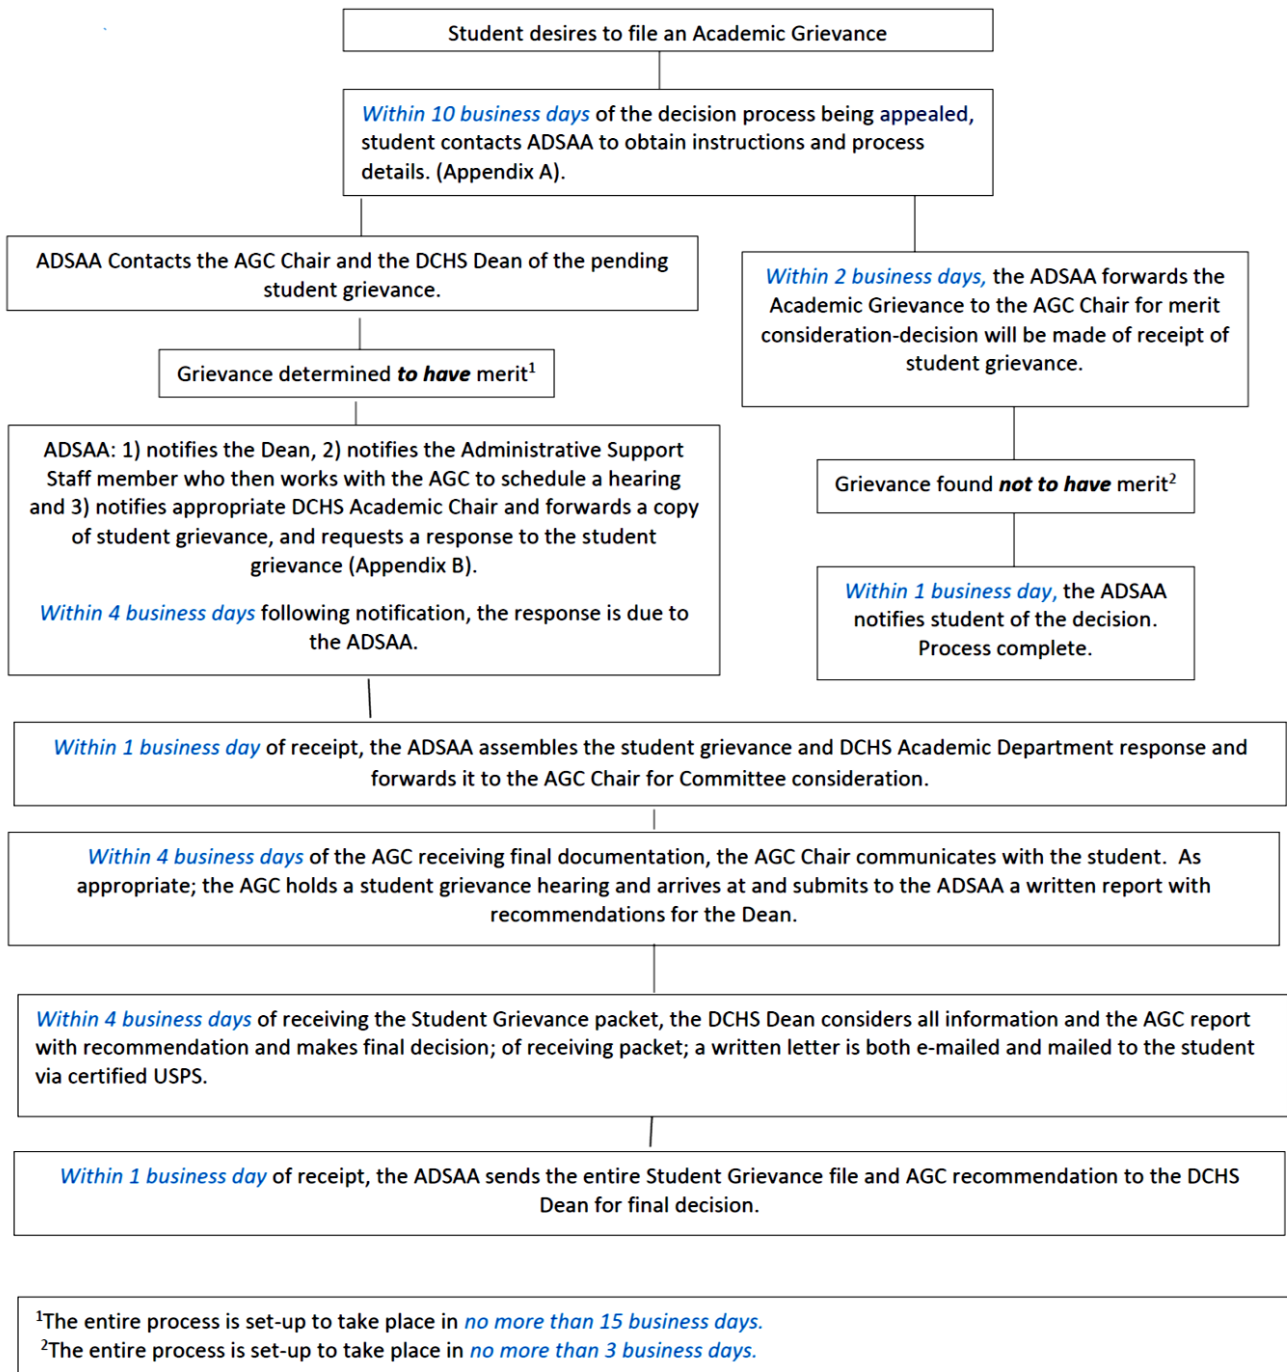 Student desires to file an Academic Grievance
Within 10 business days of the decision process being appealed,
student contacts ADSAA to obtain instructions and process
details. (Appendix A).
ADSAA Contacts the AGC Chair and the DCHS Dean of the pending
student grievance.
Within 2 business days, the ADSAA forwards the
Academic Grievance to the AGC Chair for merit
consideration-decision will be made of receipt of
student grievance.
Grievance determined to have merit¹
ADSAA: 1) notifies the Dean, 2) notifies the Administrative Support
Staff member who then works with the AGC to schedule a hearing
and 3) notifies appropriate DCHS Academic Chair and forwards a copy
of student grievance, and requests a response to the student
grievance (Appendix B).
Within 4 business days following notification, the response is due to
the ADSAA.
Grievance found not to have merit²
Within 1 business day, the ADSAA
notifies student of the decision.
Process complete.
Within 1 business day of receipt, the ADSAA assembles the student grievance and DCHS Academic Department response and
forwards it to the AGC Chair for Committee consideration.
Within 4 business days of the AGC receiving final documentation, the AGC Chair communicates with the student.  As
appropriate; the AGC holds a student grievance hearing and arrives at and submits to the ADSAA a written report with
recommendations for the Dean.
Within 4 business days of receiving the Student Grievance packet, the DCHS Dean considers all information and the AGC report
with recommendation and makes final decision; of receiving packet; a written letter is both e-mailed and mailed to the student
via certified USPS.
Within 1 business day of receipt, the ADSAA sends the entire Student Grievance file and AGC recommendation to the DCHS
Dean for final decision.
¹The entire process is set-up to take place in no more than 15 business days.
²The entire process is set-up to take place in no more than 3 business days.